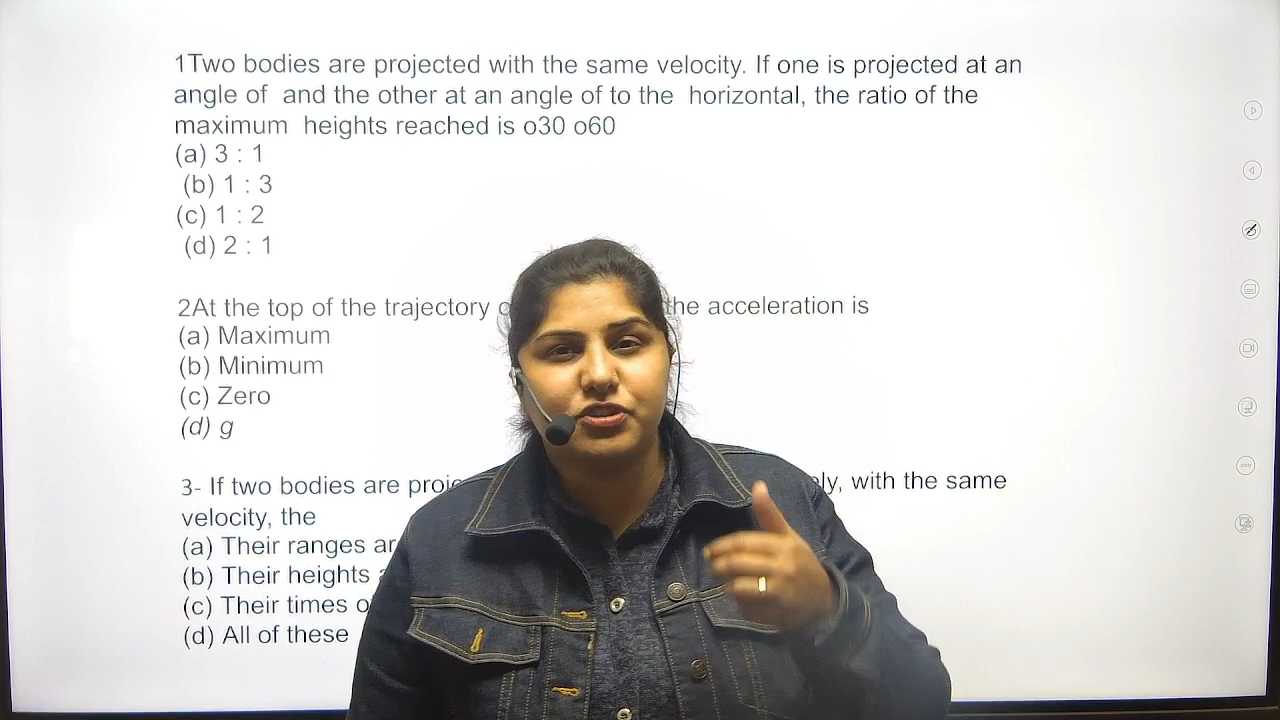 1Two bodies are projected with the same velocity. If one is projected at an
angle of and the other at an angle of to the horizontal, the ratio of the
maximum heights reached is o30 o60
(a) 3 : 1
(b) 1 : 3
(c) 1 : 2
(d) 2 : 1
2At the top of the trajectory the acceleration is
(a) Maximum
(b) Minimum
(c) Zero
(d) g
3- If two bodies are with the same
velocity, the
(a) Their ranges
(b) Their heights
(c) Their times
(d) All of these